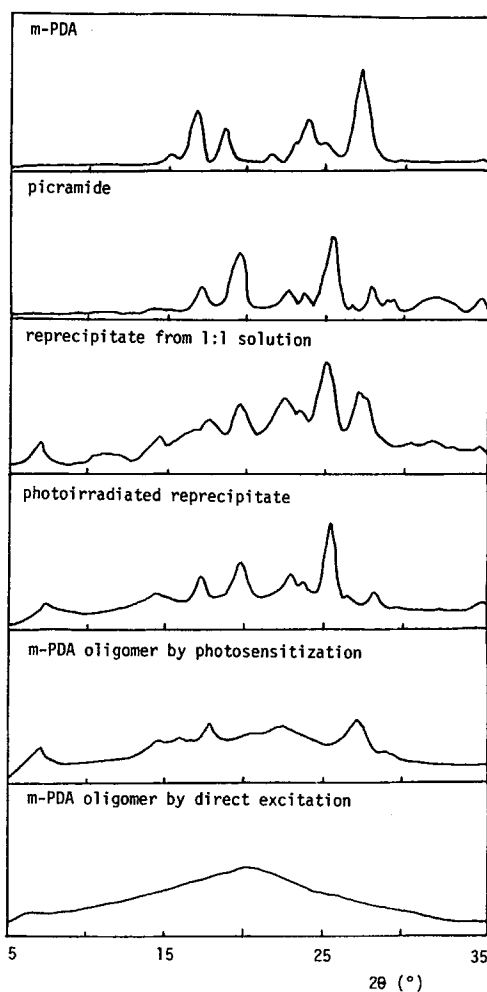 m-PDA
picramide
reprecipitate from 1:1 solution
photoirradiated reprecipitate
m-PDA oligomer by photosensitization
m-PDA oligomer by direct excitation
5 15 25 35
2θ (°)